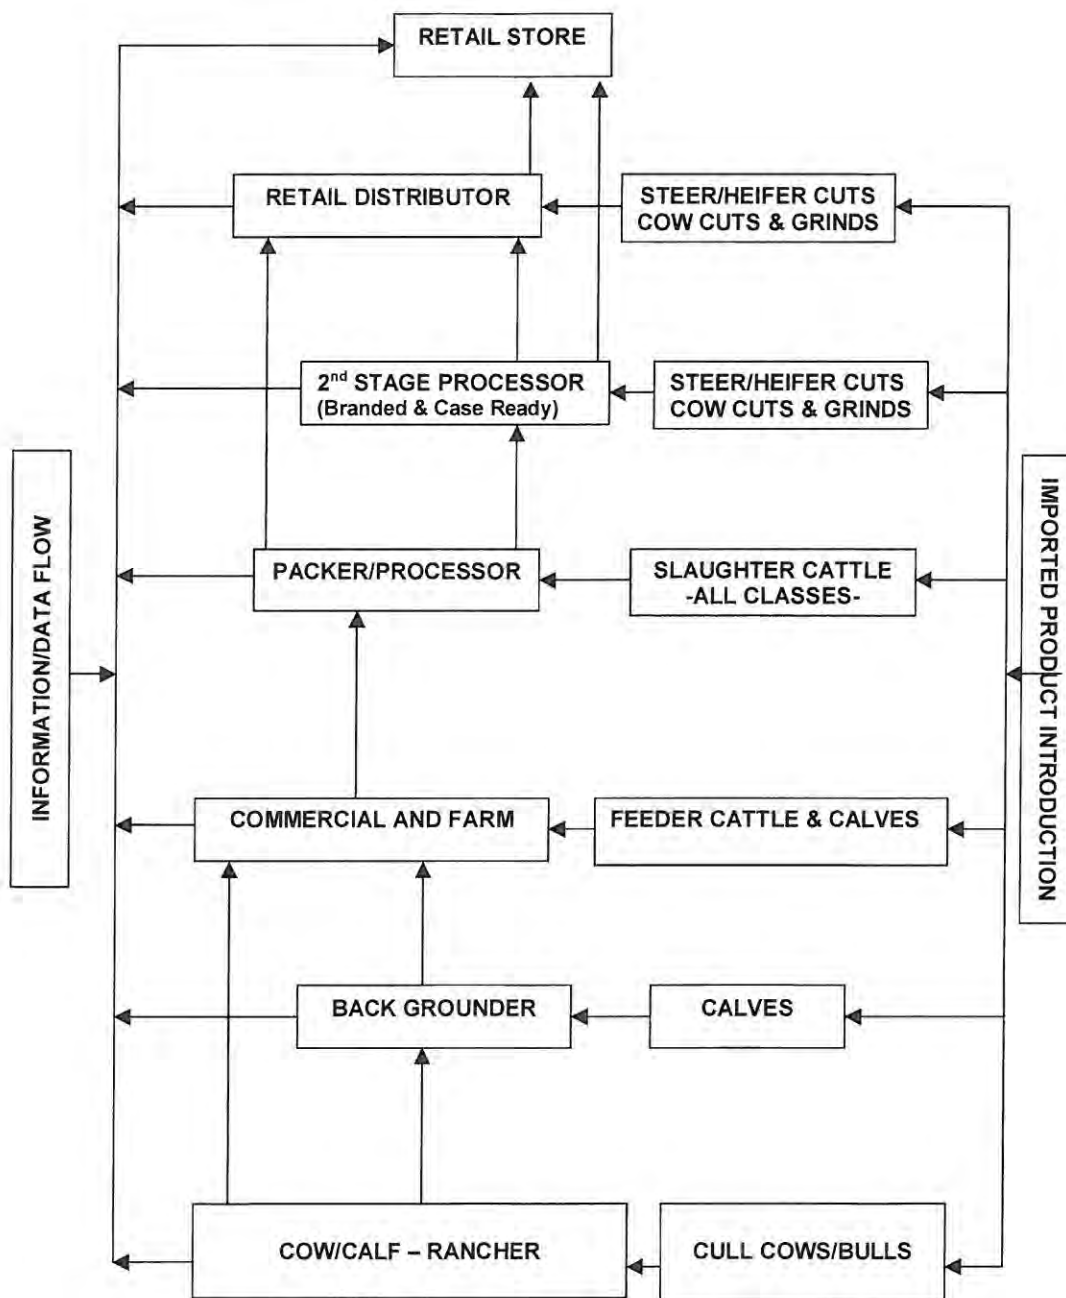 RETAIL STORE
RETAIL DISTRIBUTOR
STEER/HEIFER CUTS
COW CUTS & GRINDS
2nd STAGE PROCESSOR
(Branded & Case Ready)
STEER/HEIFER CUTS
COW CUTS & GRINDS
INFORMATION/DATA FLOW
IMPORTED PRODUCT INTRODUCTION
PACKER/PROCESSOR
SLAUGHTER CATTLE
-ALL CLASSES-
COMMERCIAL AND FARM
FEEDER CATTLE & CALVES
BACK GROUNDER
CALVES
COW/CALF – RANCHER
CULL COWS/BULLS